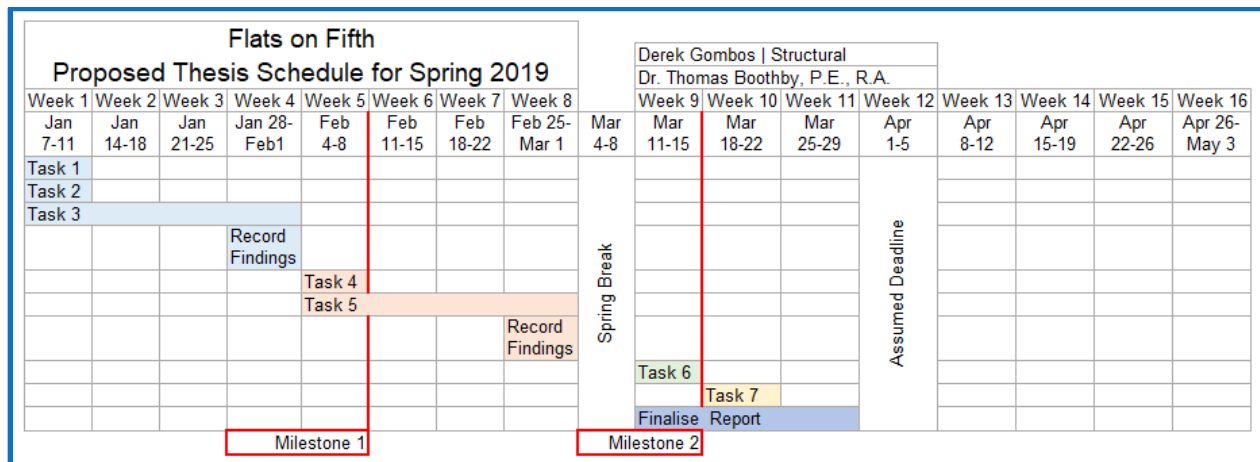 Flats on Fifth
Proposed Thesis Schedule for Spring 2019
Derek Gombos | Structural
Dr. Thomas Boothby, P.E., R.A.
Week 1 Week 2 Week 3 Week 4 Week 5 Week 6 Week 7 Week 8 Week 9 Week 10 Week 11 Week 12 Week 13 Week 14 Week 15 Week 16
Jan Jan Jan Jan 28- Feb Feb Feb Feb 25- Mar Mar Mar Mar Apr Apr Apr Apr Apr 26-
7-11 14-18 21-25 Feb1 4-8 11-15 18-22 Mar 1 4-8 11-15 18-22 25-29 1-5 8-12 15-19 22-26 May 3
Task 1
Task 2
Task 3
Record
Findings
Task 4
Task 5
Record
Findings
Spring Break
Task 6
Task 7
Finalise Report
Assumed Deadline
Milestone 1
Milestone 2